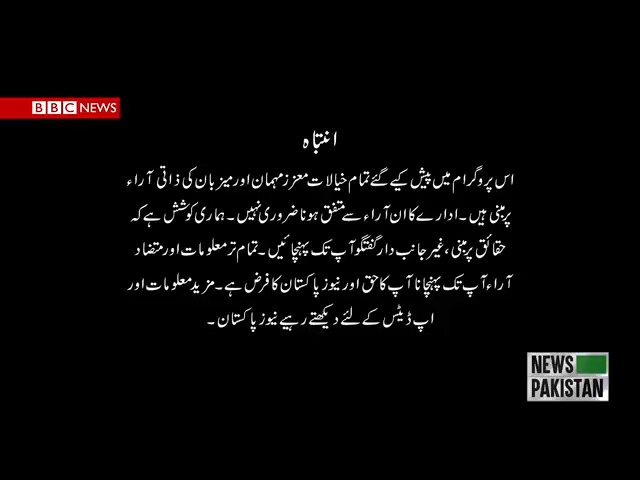 BBC NEWS
انتباہ
اس پروگرام میں پیش کیے گئے تمام خیالات معزز مہمان اور میزبان کی ذاتی آراء
پر مبنی ہیں۔ ادارے کا ان آراء سے متفق ہونا ضروری نہیں۔ ہماری کوشش ہے کہ
حقائق پر مبنی، غیر جانب دار گفتگو آپ تک پہنچائیں۔ تمام تر معلومات اور متضاد
آراء آپ تک پہنچانا آپ کا حق اور نیوز پاکستان کا فرض ہے۔ مزید معلومات اور
اپ ڈیٹس کے لئے دیکھتے رہیے نیوز پاکستان۔
NEWS
PAKISTAN